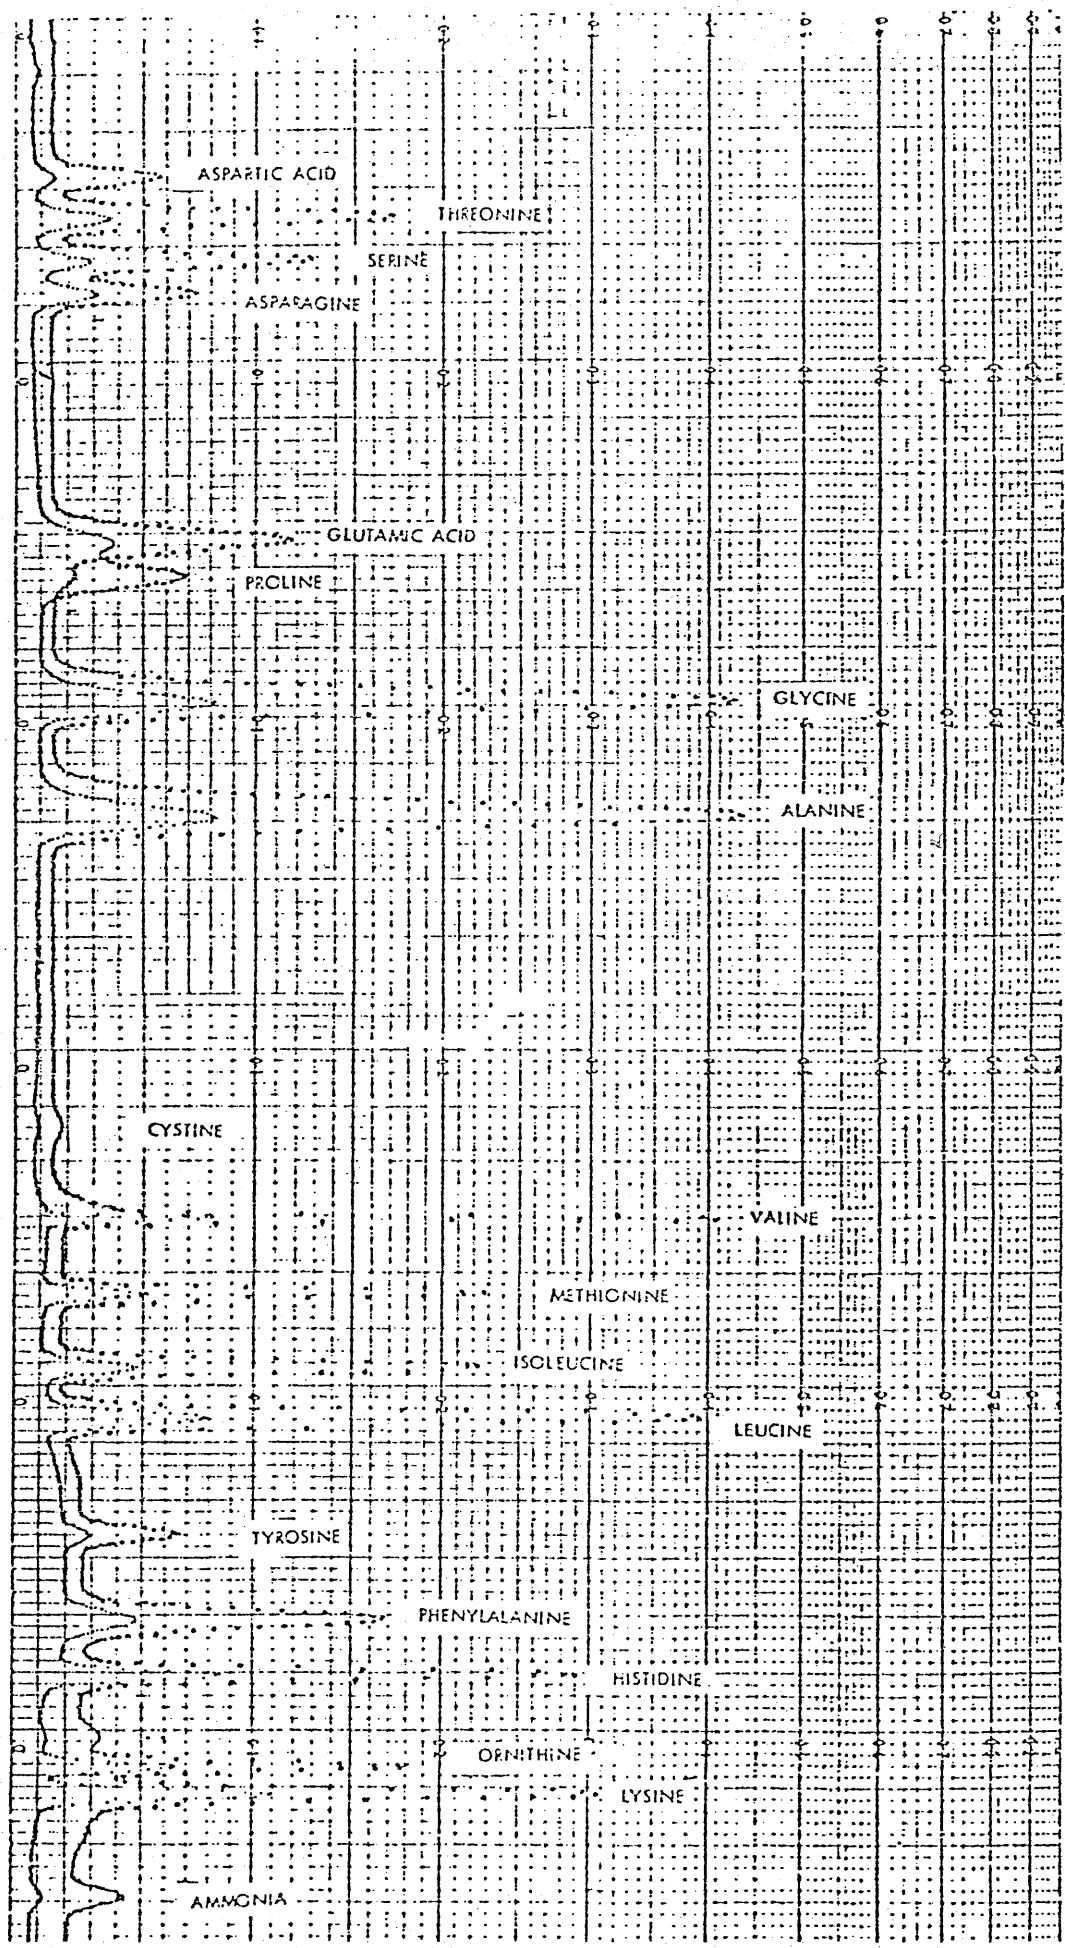 ASPARTIC ACID
THREONINE
SERINE
ASPARAGINE
GLUTAMIC ACID
PROLINE
GLYCINE
ALANINE
CYSTINE
VALINE
METHIONINE
ISOLEUCINE
LEUCINE
TYROSINE
PHENYLALANINE
HISTIDINE
ORNITHINE
LYSINE
AMMONIA